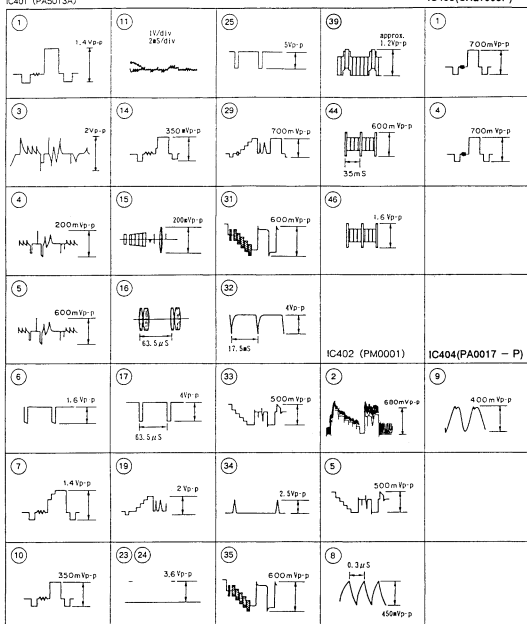 IC401 (PA5013A)
1 11 25 39 1
1.4Vp-p 1V/div 2mS/div 5Vp-p approx. 1.2Vp-p 700mVp-p
3 14 29 44 4
2Vp-p 350mVp-p 700mVp-p 600mVp-p 35mS 700mVp-p
4 15 31 46
200mVp-p 200mVp-p 600mVp-p 1.6Vp-p
5 16 32
600mVp-p 63.5µS 4Vp-p 17.5mS
IC402 (PM0001) IC404(PA0017 - P)
6 17 33 2 9
1.6Vp-p 4Vp-p 63.5µS 500mVp-p 680mVp-p 400mVp-p
7 19 34 5
1.4Vp-p 2Vp-p 2.5Vp-p 500mVp-p
10 23 24 35 8
350mVp-p 3.6Vp-p 600mVp-p 0.3µS 450mVp-p